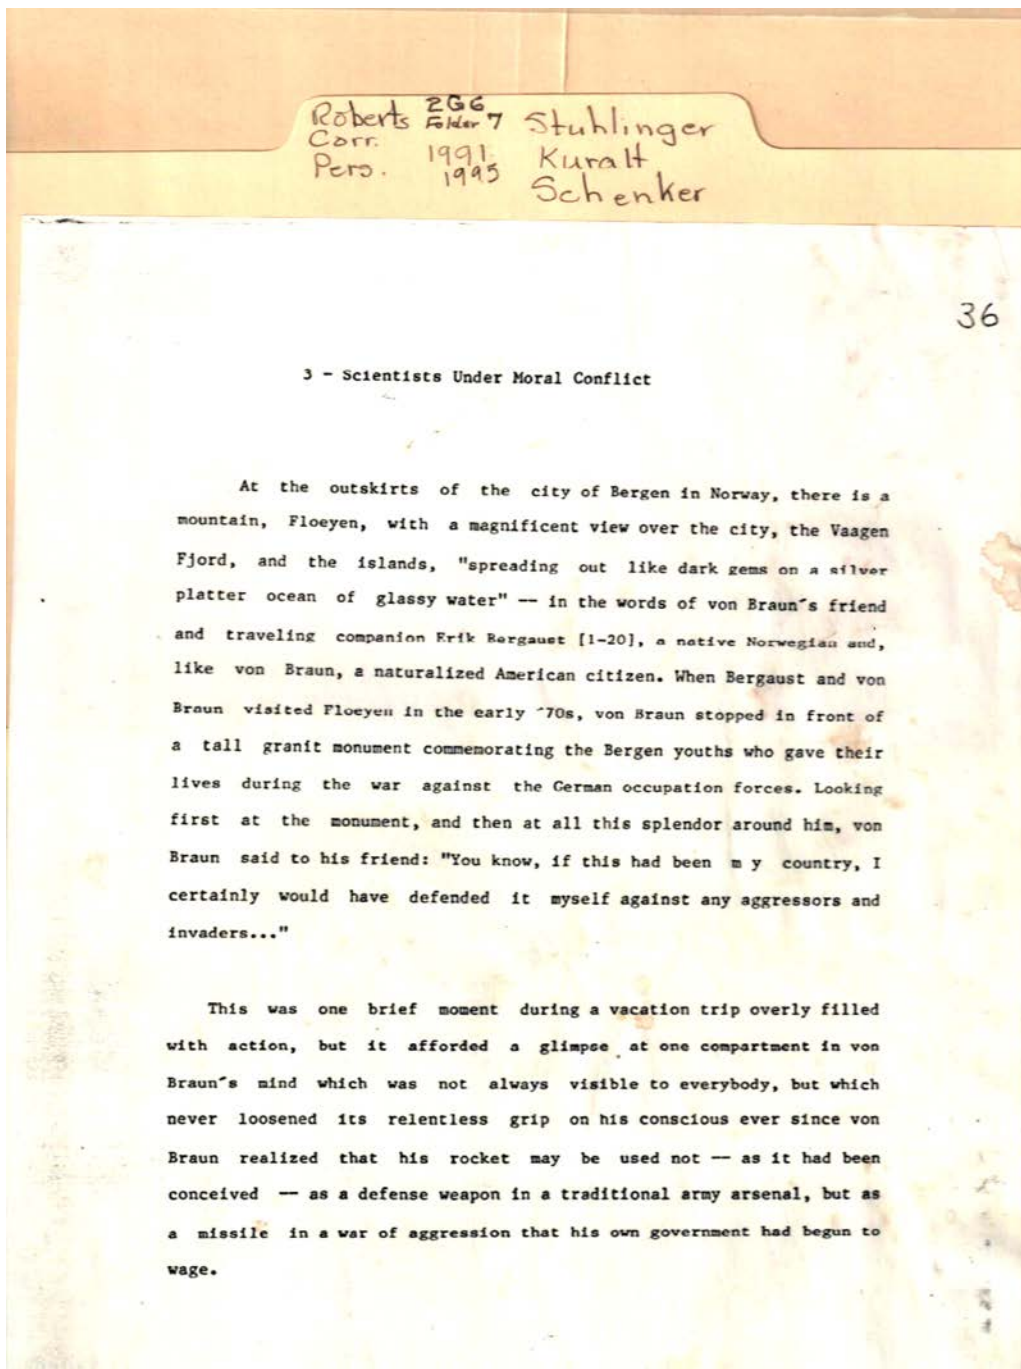 Roberts 2G6 Stuhlinger
Corr. Folder 7 Kuralt
Pers. 1991- Schenker
1995
36
3 - Scientists Under Moral Conflict
At the outskirts of the city of Bergen in Norway, there is a
mountain, Floeyen, with a magnificent view over the city, the Vaagen
Fjord, and the islands, "spreading out like dark gems on a silver
platter ocean of glassy water" -- in the words of von Braun's friend
and traveling companion Erik Bergaust [1-20], a native Norwegian and,
like von Braun, a naturalized American citizen. When Bergaust and von
Braun visited Floeyen in the early '70s, von Braun stopped in front of
a tall granit monument commemorating the Bergen youths who gave their
lives during the war against the German occupation forces. Looking
first at the monument, and then at all this splendor around him, von
Braun said to his friend: "You know, if this had been m y country, I
certainly would have defended it myself against any aggressors and
invaders..."
This was one brief moment during a vacation trip overly filled
with action, but it afforded a glimpse at one compartment in von
Braun's mind which was not always visible to everybody, but which
never loosened its relentless grip on his conscious ever since von
Braun realized that his rocket may be used not -- as it had been
conceived -- as a defense weapon in a traditional army arsenal, but as
a missile in a war of aggression that his own government had begun to
wage.